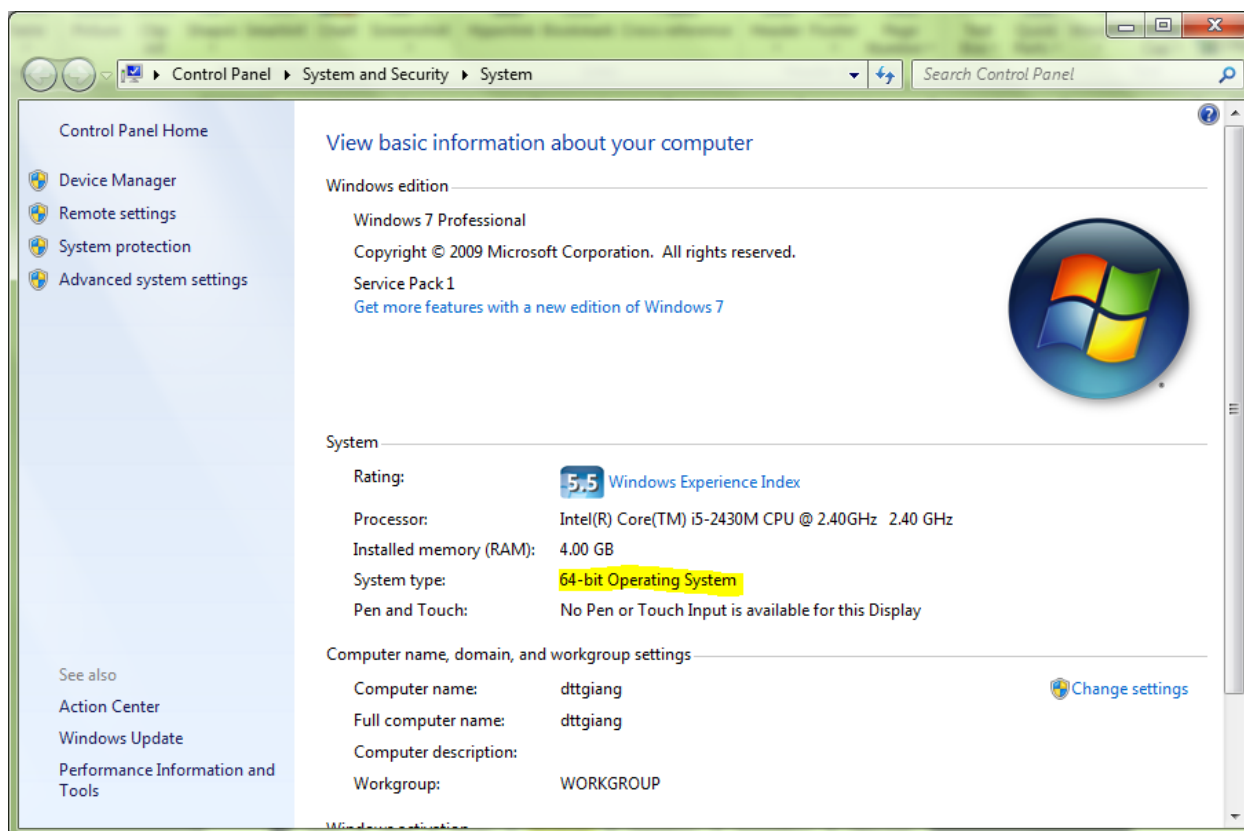 Control Panel ▸ System and Security ▸ System
Search Control Panel
Control Panel Home
Device Manager
Remote settings
System protection
Advanced system settings
See also
Action Center
Windows Update
Performance Information and
Tools
View basic information about your computer
Windows edition
Windows 7 Professional
Copyright © 2009 Microsoft Corporation.  All rights reserved.
Service Pack 1
Get more features with a new edition of Windows 7
System
Rating: 5.5 Windows Experience Index
Processor: Intel(R) Core(TM) i5-2430M CPU @ 2.40GHz 2.40 GHz
Installed memory (RAM): 4.00 GB
System type: 64-bit Operating System
Pen and Touch: No Pen or Touch Input is available for this Display
Computer name, domain, and workgroup settings
Computer name: dttgiang
Change settings
Full computer name: dttgiang
Computer description:
Workgroup: WORKGROUP
Windows activation